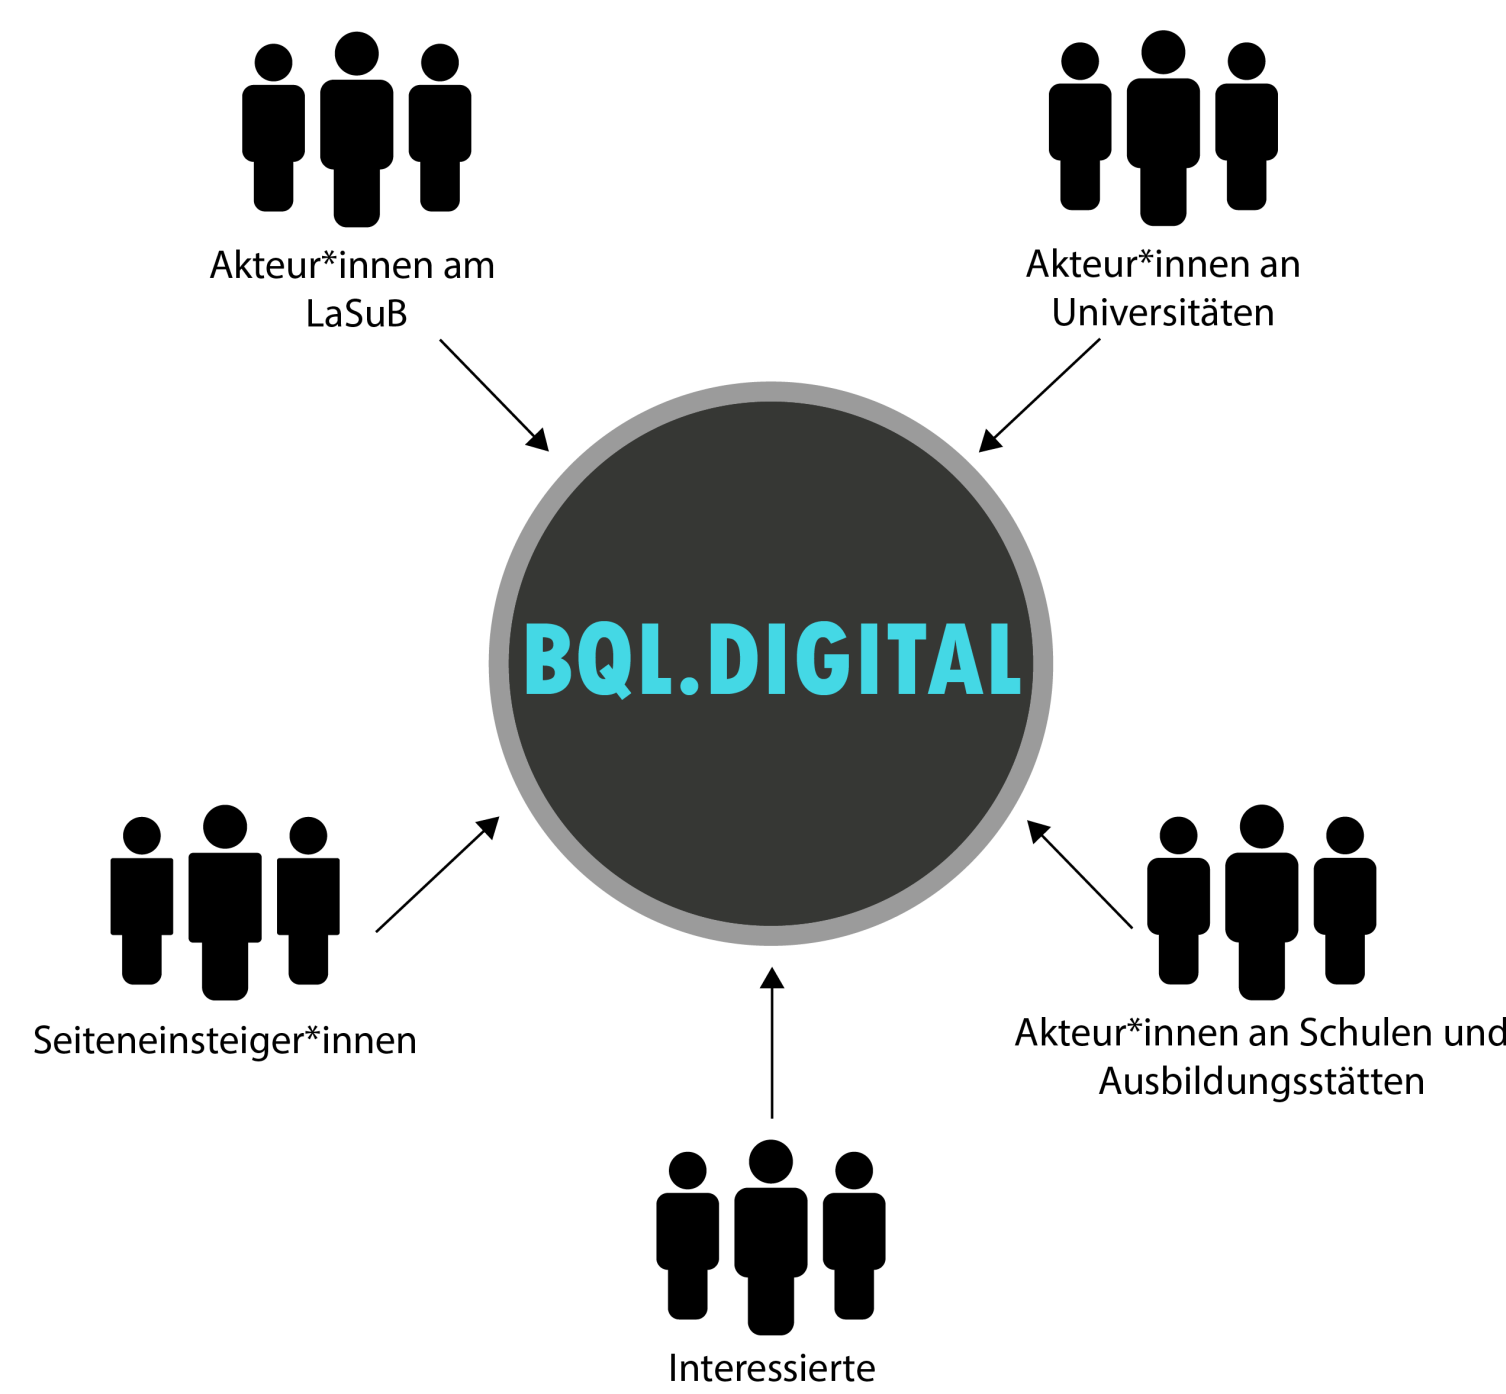 Akteur*innen am
LaSuB
Akteur*innen an
Universitäten
BQL.DIGITAL
Seiteneinsteiger*innen
Akteur*innen an Schulen und
Ausbildungsstätten
Interessierte